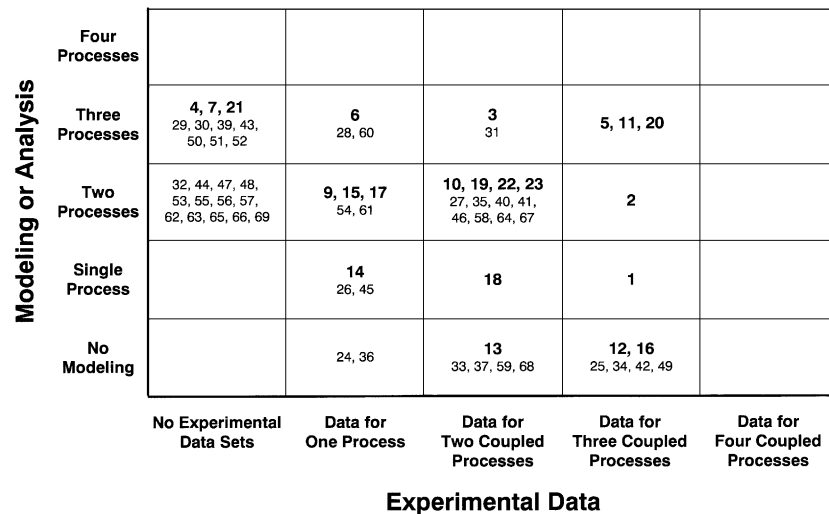 Modeling or Analysis
Four
Processes
Three
Processes
4, 7, 21
29, 30, 39, 43,
50, 51, 52
6
28, 60
3
31
5, 11, 20
Two
Processes
32, 44, 47, 48,
53, 55, 56, 57,
62, 63, 65, 66, 69
9, 15, 17
54, 61
10, 19, 22, 23
27, 35, 40, 41,
46, 58, 64, 67
2
Single
Process
14
26, 45
18
1
No
Modeling
24, 36
13
33, 37, 59, 68
12, 16
25, 34, 42, 49
No Experimental
Data Sets
Data for
One Process
Data for
Two Coupled
Processes
Data for
Three Coupled
Processes
Data for
Four Coupled
Processes
Experimental Data